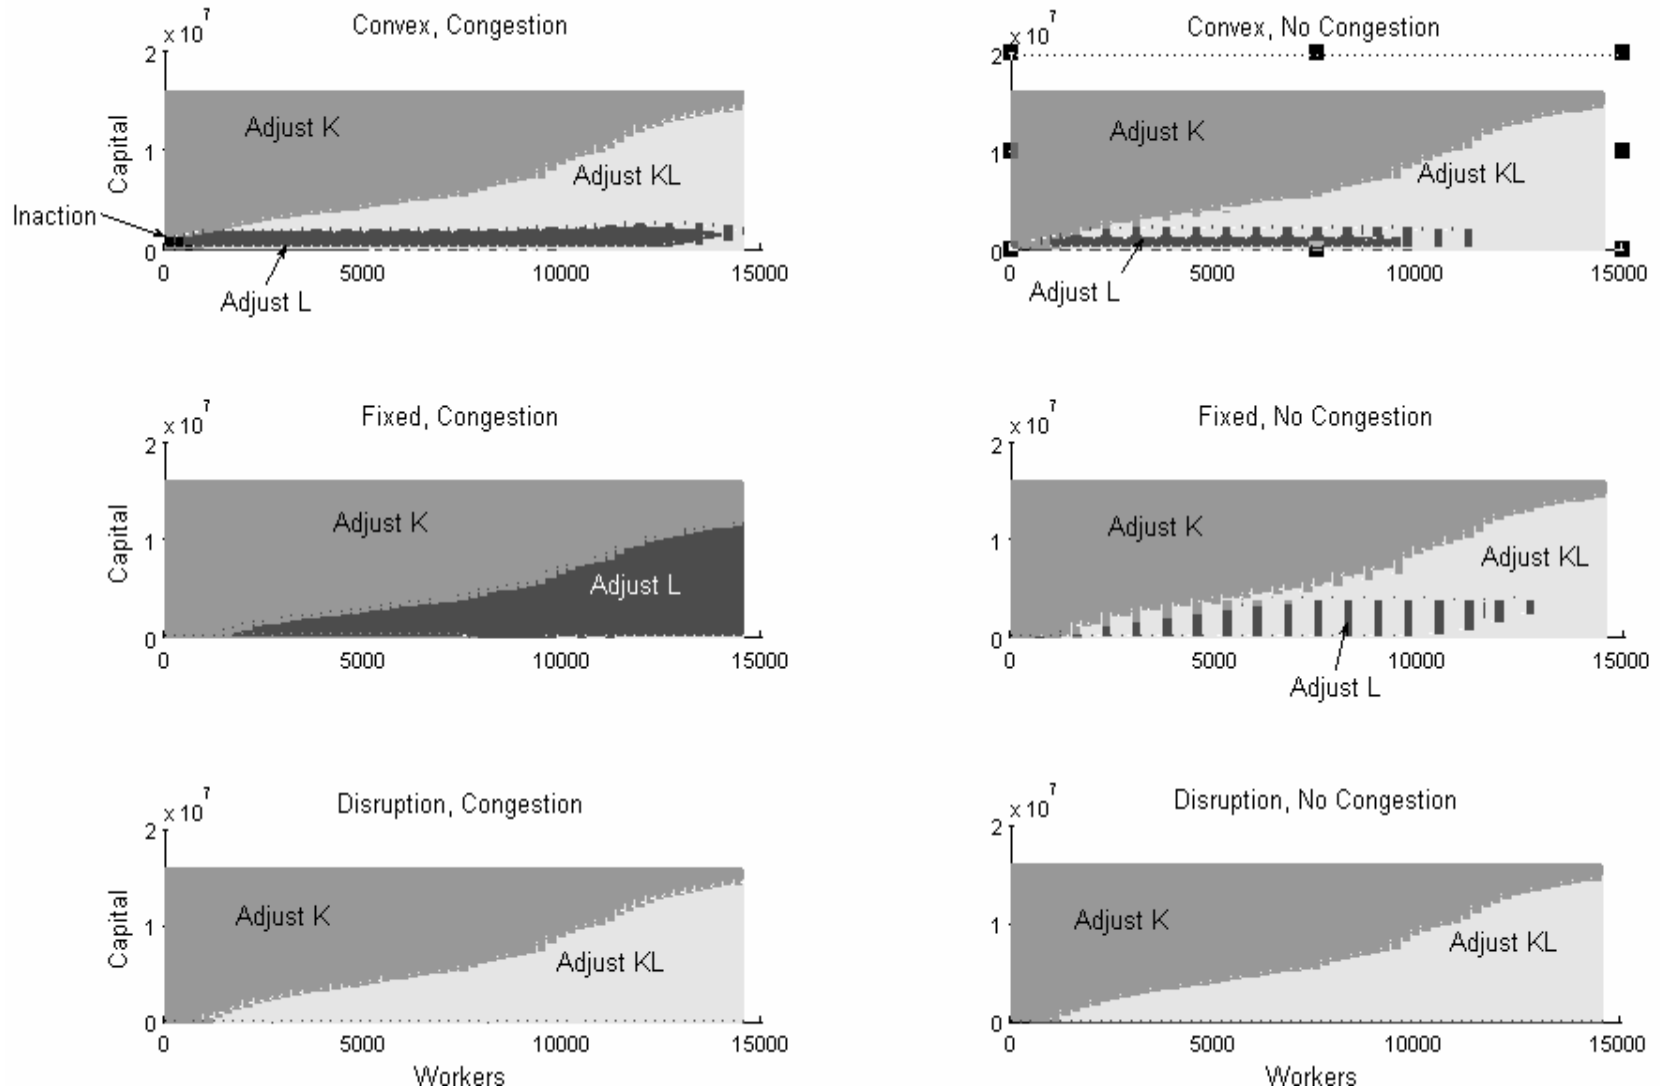 x 10^7
Convex, Congestion
2
1
0
Capital
Adjust K
Adjust KL
Inaction
Adjust L
0 5000 10000 15000
x 10^7
Convex, No Congestion
2
1
0
Adjust K
Adjust KL
Adjust L
0 5000 10000 15000
x 10^7
Fixed, Congestion
2
1
0
Capital
Adjust K
Adjust L
0 5000 10000 15000
x 10^7
Fixed, No Congestion
2
1
0
Adjust K
Adjust KL
Adjust L
0 5000 10000 15000
x 10^7
Disruption, Congestion
2
1
0
Capital
Adjust K
Adjust KL
0 5000 10000 15000
Workers
x 10^7
Disruption, No Congestion
2
1
0
Adjust K
Adjust KL
0 5000 10000 15000
Workers